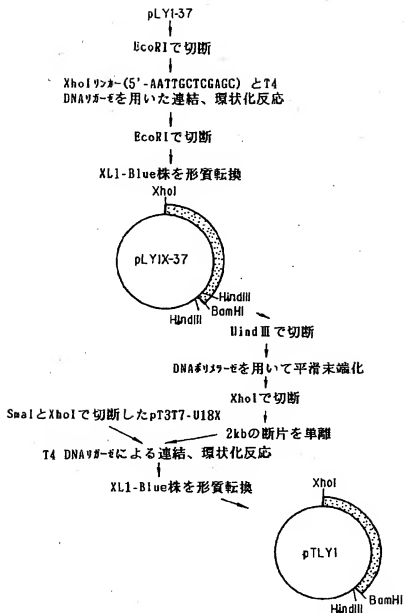 pLY1-37
EcoRIで切断
XhoIリンカー(5'-AATTGCTCGAGC)とT4
DNAリガーゼを用いた連結、環状化反応
EcoRIで切断
XL1-Blue株を形質転換
XhoI
pLY1X-37
HindIII
BamHI
HindIII
UindⅢで切断
DNAポリメラーゼを用いて平滑末端化
XhoIで切断
SmaIとXhoIで切断したpT3T7-U18X
2kbの断片を単離
T4 DNAリガーゼによる連結、環状化反応
XL1-Blue株を形質転換
XhoI
pTLY1
BamHI
HindIII